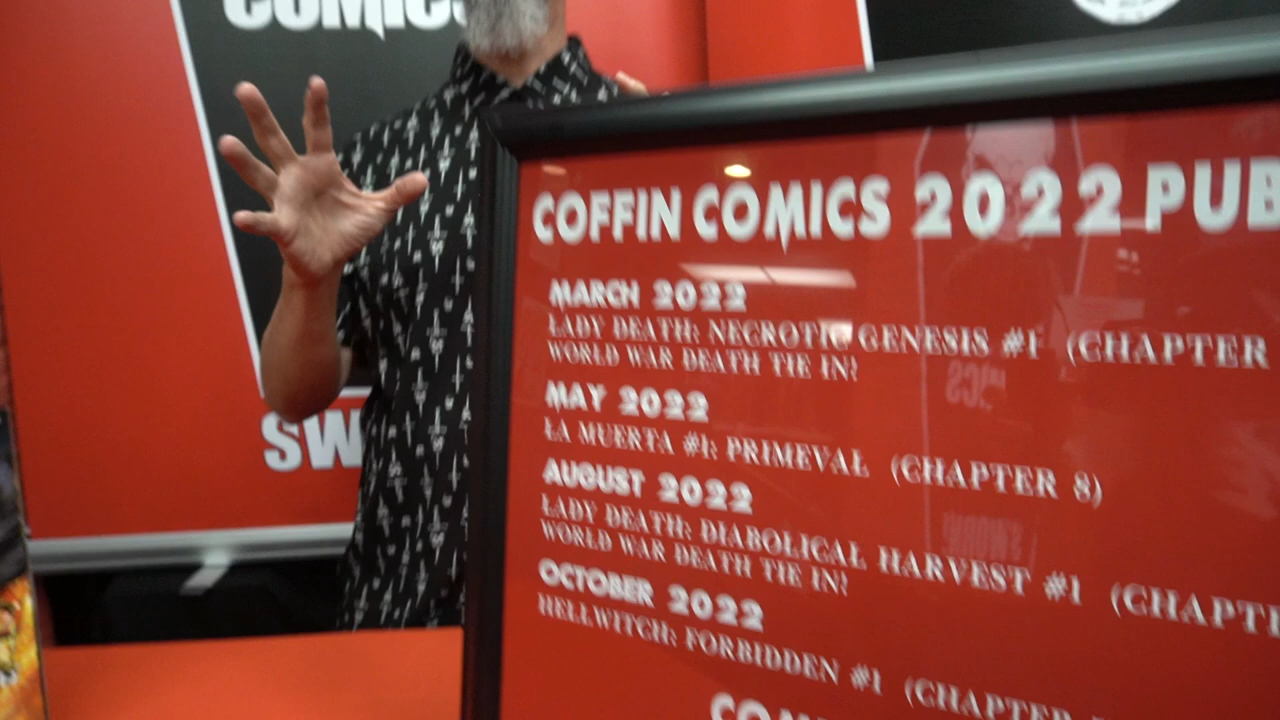 COMICS
COFFIN COMICS 2022 PUB
MARCH 2022
LADY DEATH: NECROTIC GENESIS #1 (CHAPTER
WORLD WAR DEATH TIE IN!
MAY 2022
LA MUERTA #1: PRIMEVAL (CHAPTER 8)
AUGUST 2022
LADY DEATH: DIABOLICAL HARVEST #1 (CHAPTE
WORLD WAR DEATH TIE IN!
OCTOBER 2022
HELLWITCH: FORBIDDEN #1 (CHAPTER
COM
SW